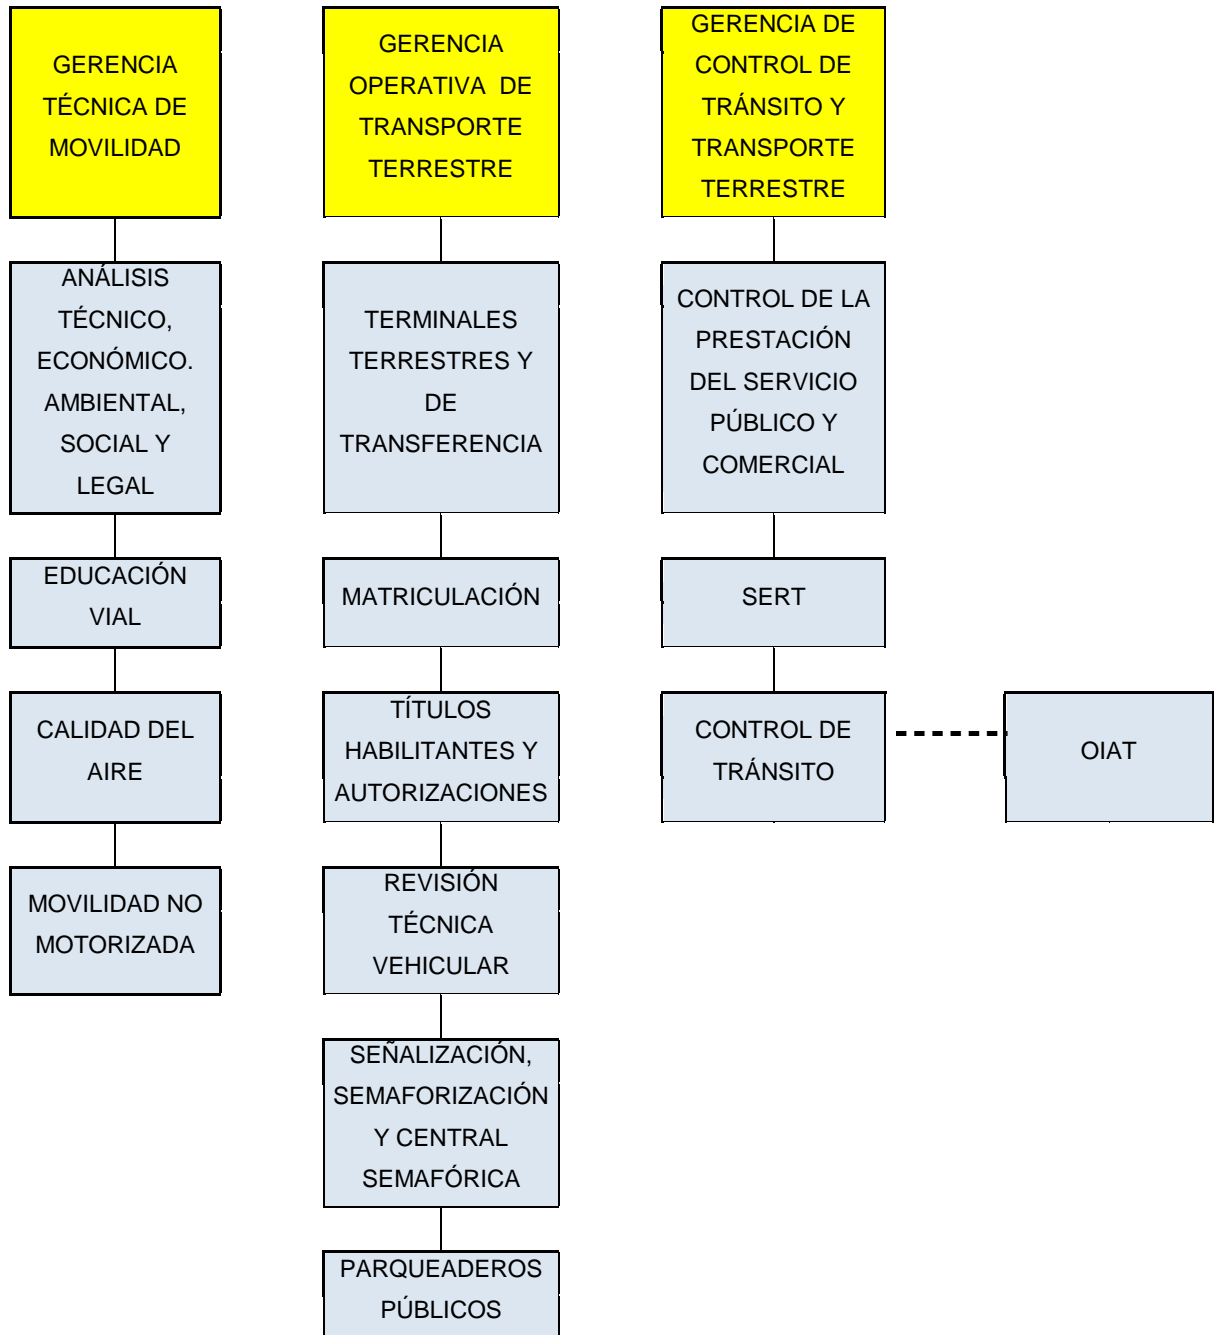 GERENCIA
TÉCNICA DE
MOVILIDAD
ANÁLISIS
TÉCNICO,
ECONÓMICO.
AMBIENTAL,
SOCIAL Y
LEGAL
EDUCACIÓN
VIAL
CALIDAD DEL
AIRE
MOVILIDAD NO
MOTORIZADA
GERENCIA
OPERATIVA DE
TRANSPORTE
TERRESTRE
TERMINALES
TERRESTRES Y
DE
TRANSFERENCIA
MATRICULACIÓN
TÍTULOS
HABILITANTES Y
AUTORIZACIONES
REVISIÓN
TÉCNICA
VEHICULAR
SEÑALIZACIÓN,
SEMAFORIZACIÓN
Y CENTRAL
SEMAFÓRICA
PARQUEADEROS
PÚBLICOS
GERENCIA DE
CONTROL DE
TRÁNSITO Y
TRANSPORTE
TERRESTRE
CONTROL DE LA
PRESTACIÓN
DEL SERVICIO
PÚBLICO Y
COMERCIAL
SERT
CONTROL DE
TRÁNSITO
OIAT